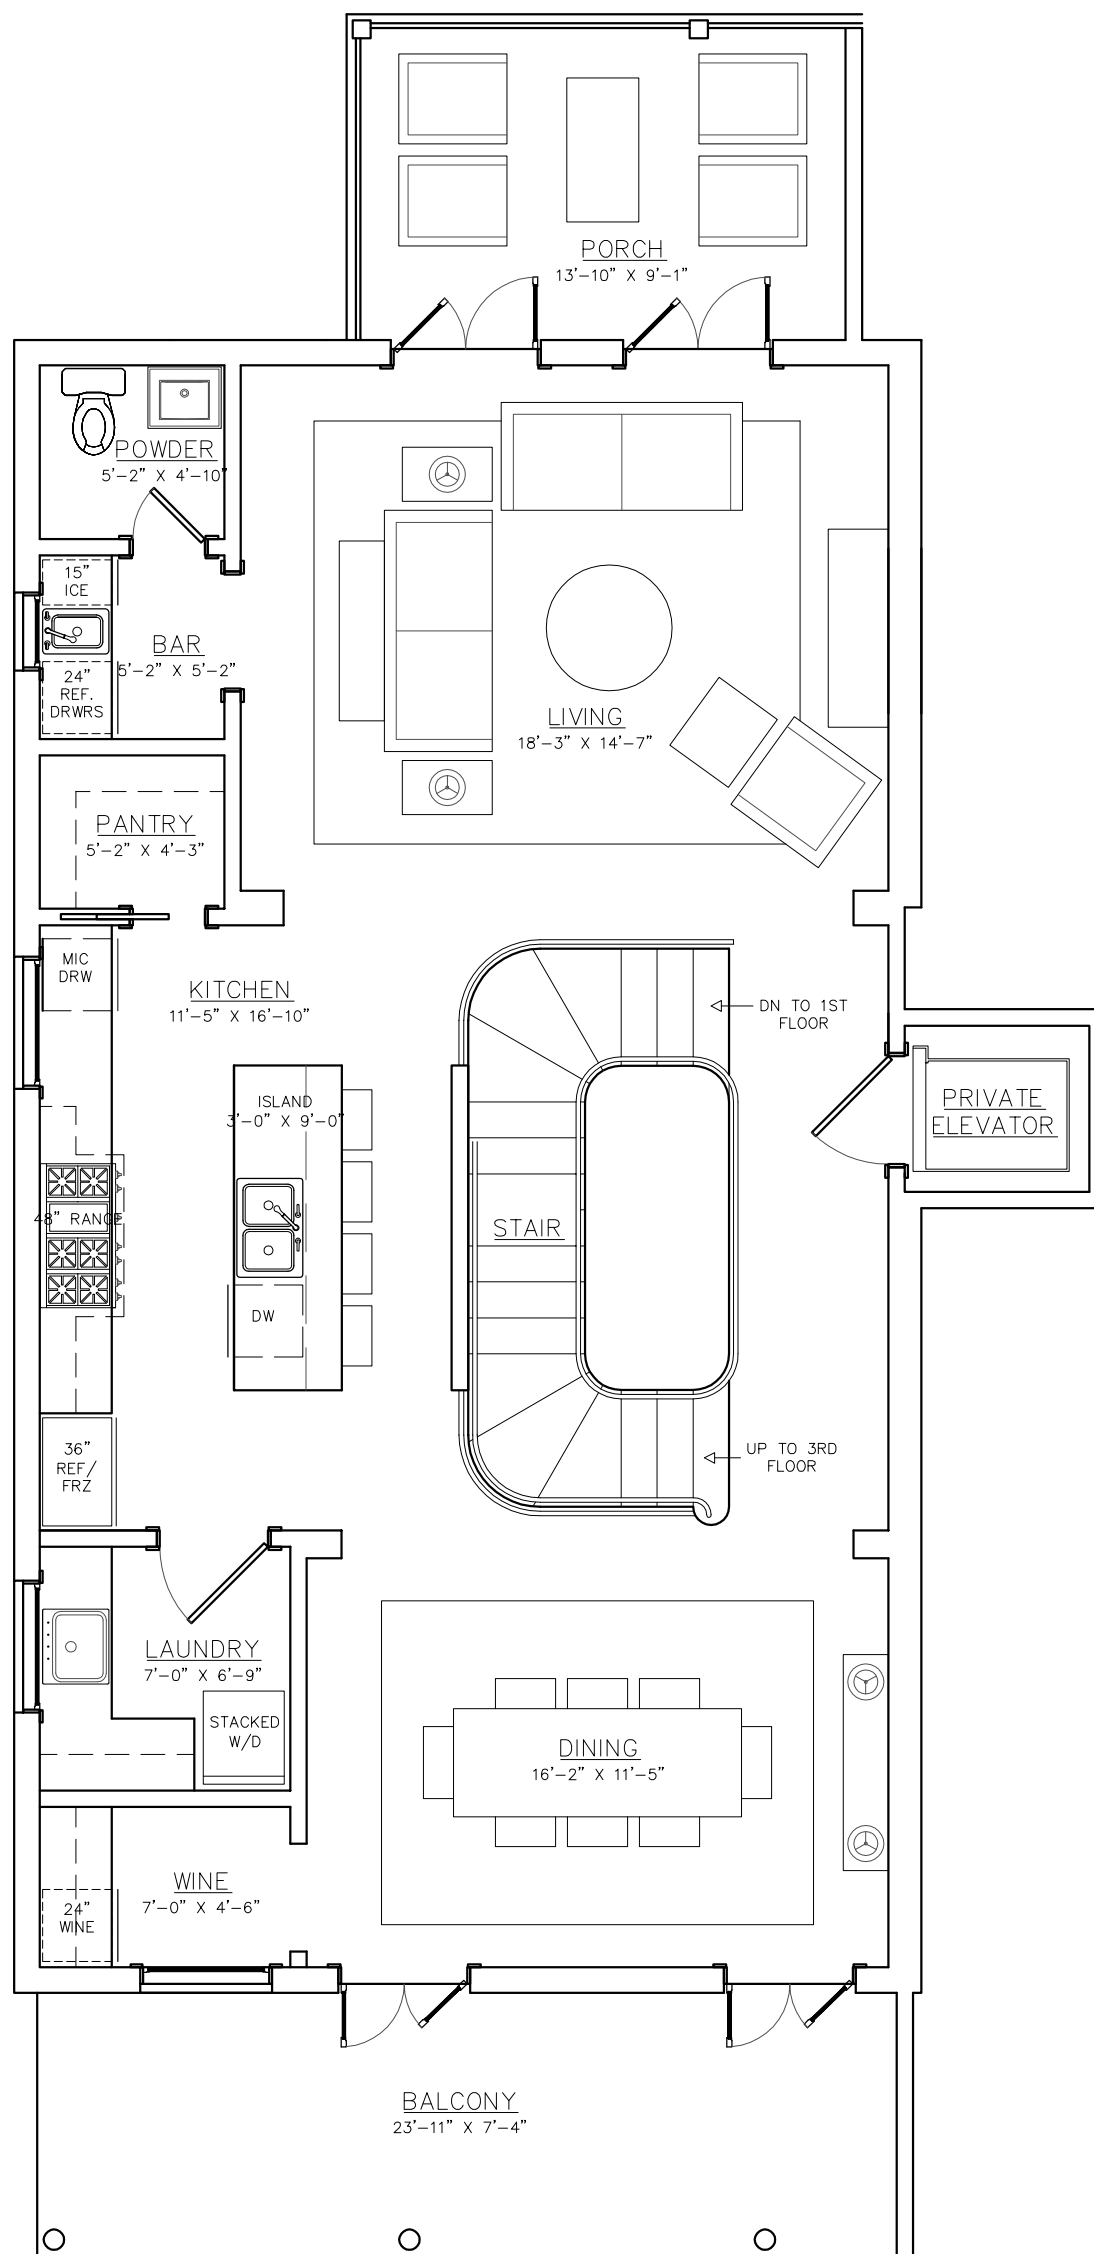 PORCH
13'-10" X 9'-1"
POWDER
5'-2" X 4'-10"
15"
ICE
BAR
5'-2" X 5'-2"
24"
REF.
DRWRS
LIVING
18'-3" X 14'-7"
PANTRY
5'-2" X 4'-3"
MIC
DRW
KITCHEN
11'-5" X 16'-10"
DN TO 1ST
FLOOR
ISLAND
3'-0" X 9'-0"
PRIVATE
ELEVATOR
48" RANGE
STAIR
DW
36"
REF/
FRZ
UP TO 3RD
FLOOR
LAUNDRY
7'-0" X 6'-9"
STACKED
W/D
DINING
16'-2" X 11'-5"
WINE
7'-0" X 4'-6"
24"
WINE
BALCONY
23'-11" X 7'-4"